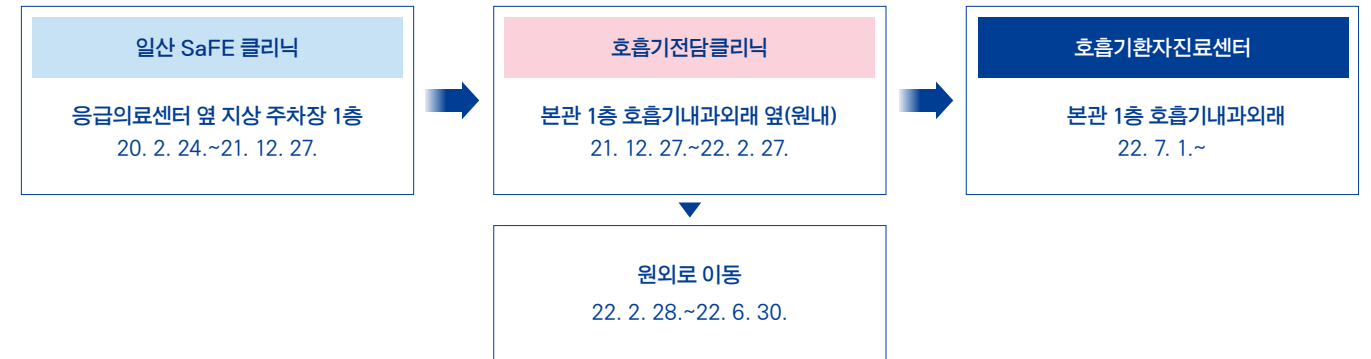 일산 SaFE 클리닉
응급의료센터 옆 지상 주차장 1층
20. 2. 24.~21. 12. 27.
호흡기전담클리닉
본관 1층 호흡기내과외래 옆(원내)
21. 12. 27.~22. 2. 27.
원외로 이동
22. 2. 28.~22. 6. 30.
호흡기환자진료센터
본관 1층 호흡기내과외래
22. 7. 1.~